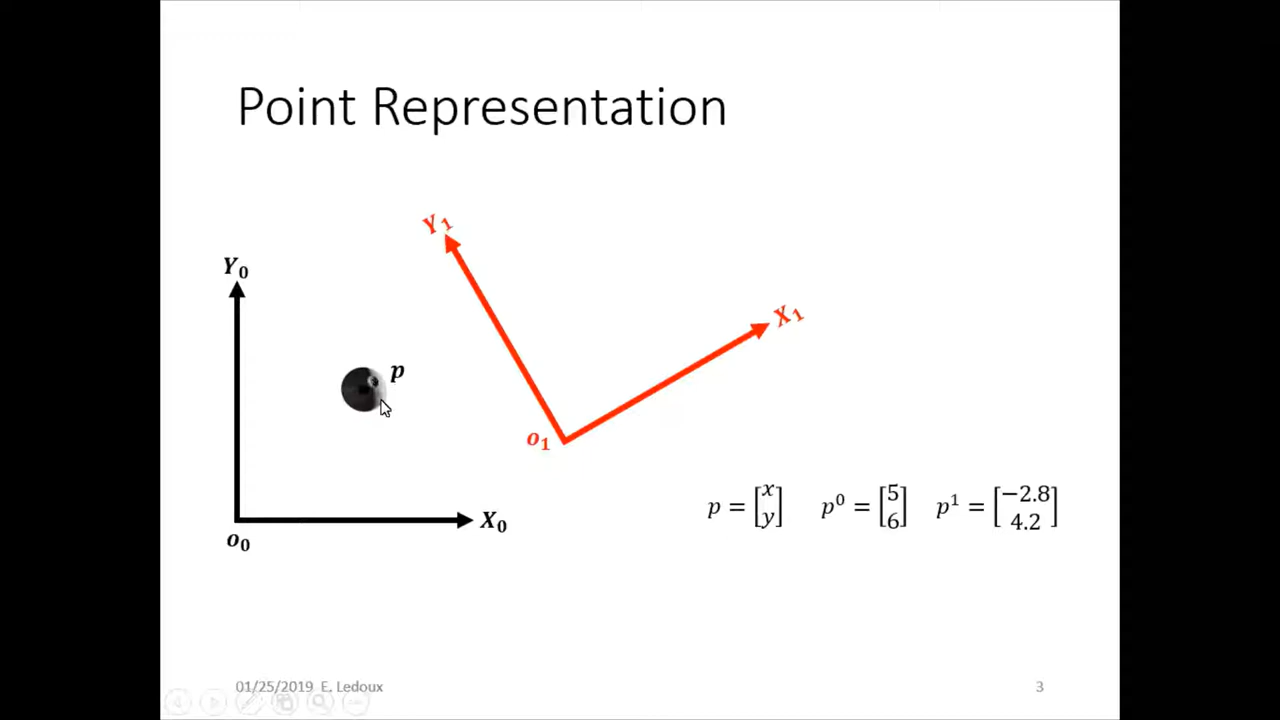 Point Representation
Y₁
Y₀
X₁
p
o₁
p = [x y] p⁰ = [5 6] p¹ = [−2.8 4.2]
X₀
o₀
01/25/2019 E. Ledoux
3